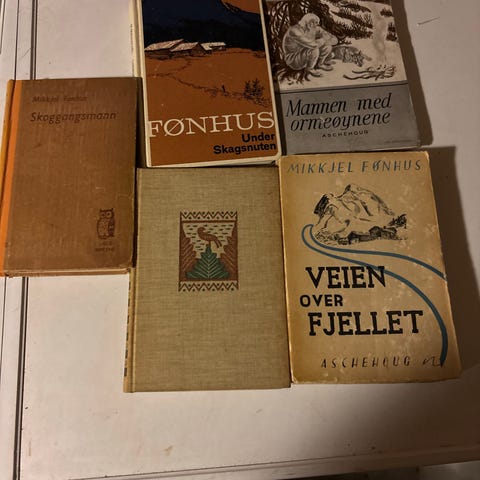 FØNHUS
Under
Skagsnuten
Mannen med
ormeøynene
ASCHEHOUG
Mikkjel Fønhus
Skoggangsmann
MIKKJEL FØNHUS
VEIEN
OVER
FJELLET
ASCHEHOUG